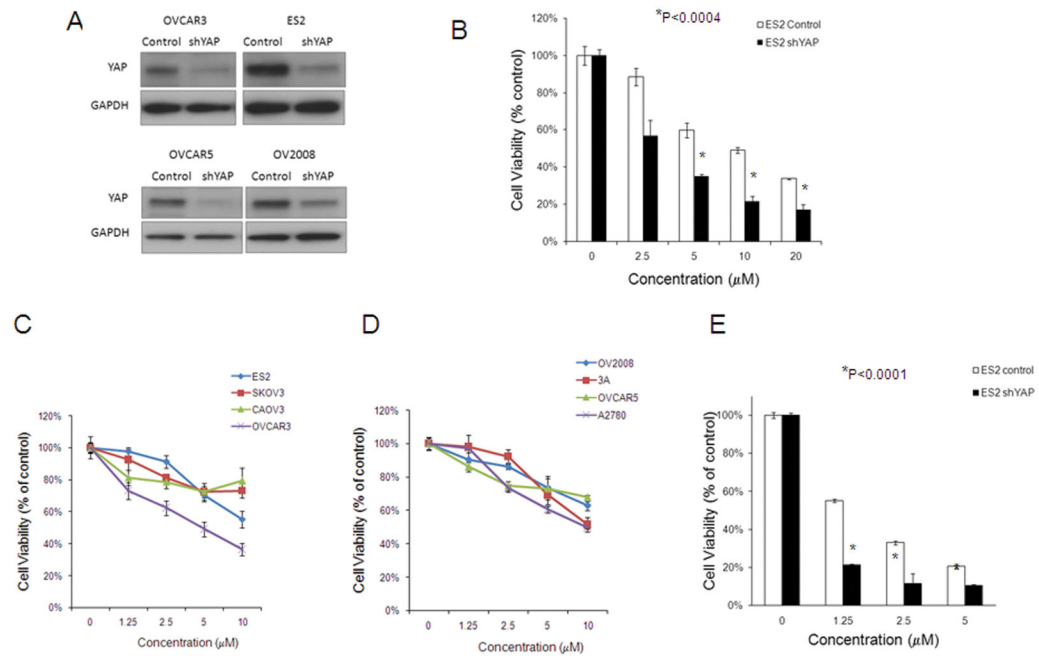 A
OVCAR3 ES2
Control shYAP Control shYAP
YAP
GAPDH
OVCAR5 OV2008
Control shYAP Control shYAP
YAP
GAPDH
B
*P<0.0004
ES2 Control
ES2 shYAP
Cell Viability (% control)
120%
100%
80%
60%
40%
20%
0%
* * *
0 2.5 5 10 20
Concentration (µM)
C
ES2
SKOV3
CAOV3
OVCAR3
Cell Viability (% of control)
120%
100%
80%
60%
40%
20%
0%
0 1.25 2.5 5 10
Concentration (µM)
D
OV2008
3A
OVCAR5
A2780
Cell Viability (% of control)
120%
100%
80%
60%
40%
20%
0%
0 1.25 2.5 5 10
Concentration (µM)
E
ES2 control
ES2 shYAP
*P<0.0001
Cell Viability (% of control)
120%
100%
80%
60%
40%
20%
0%
* * *
0 1.25 2.5 5
Concentration (µM)